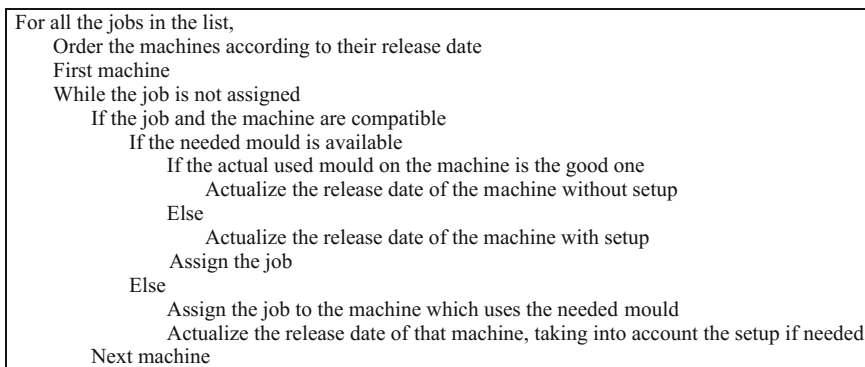 For all the jobs in the list,
Order the machines according to their release date
First machine
While the job is not assigned
If the job and the machine are compatible
If the needed mould is available
If the actual used mould on the machine is the good one
Actualize the release date of the machine without setup
Else
Actualize the release date of the machine with setup
Assign the job
Else
Assign the job to the machine which uses the needed mould
Actualize the release date of that machine, taking into account the setup if needed
Next machine